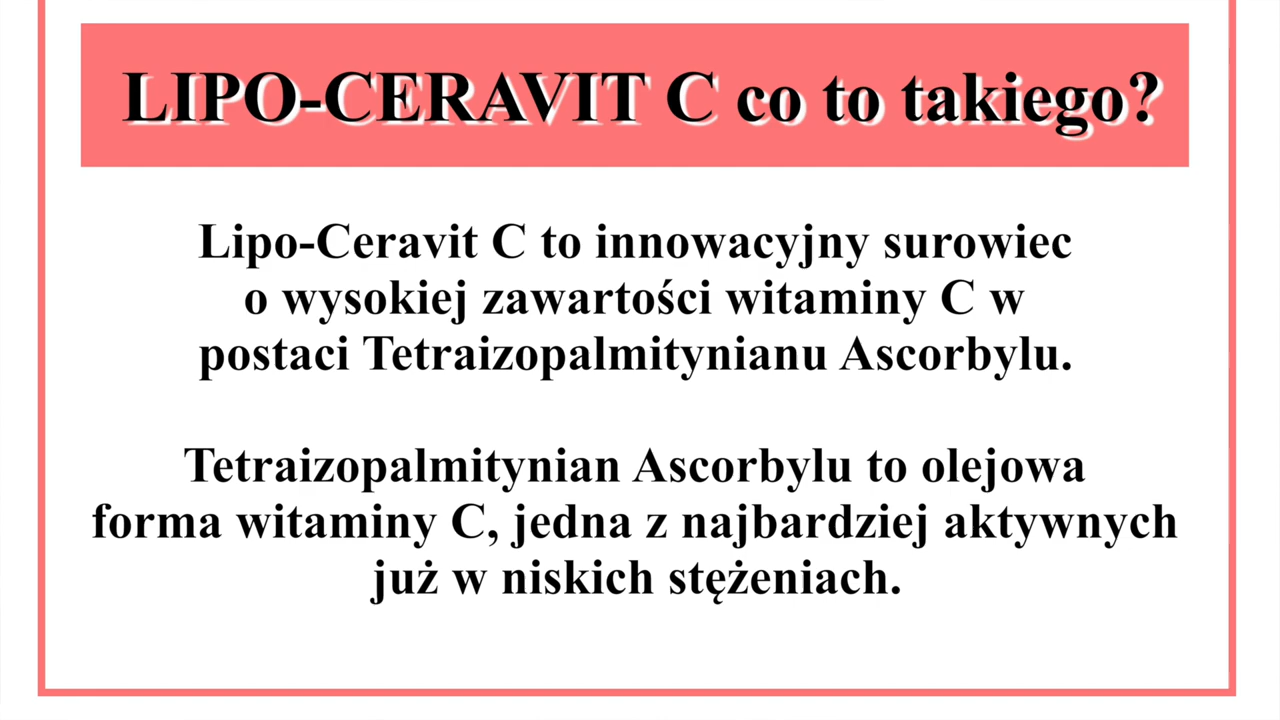 LIPO-CERAVIT C co to takiego?
Lipo-Ceravit C to innowacyjny surowiec
o wysokiej zawartości witaminy C w
postaci Tetraizopalmitynianu Ascorbylu.
Tetraizopalmitynian Ascorbylu to olejowa
forma witaminy C, jedna z najbardziej aktywnych
już w niskich stężeniach.